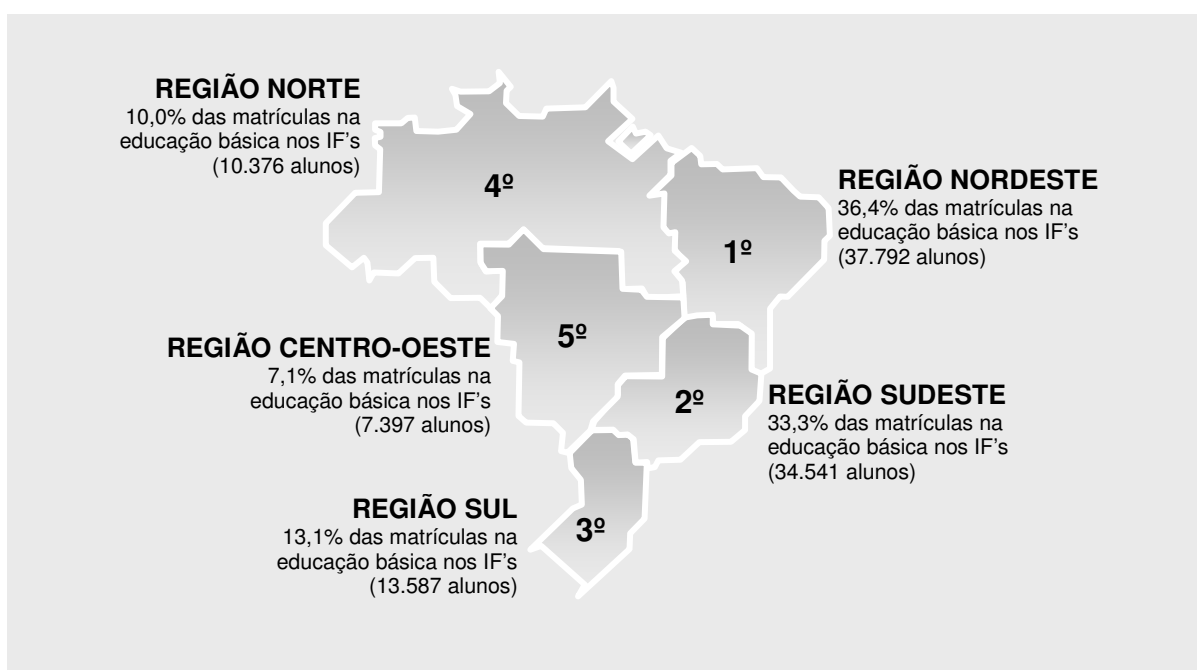 REGIÃO NORTE
10,0% das matrículas na
educação básica nos IF's
(10.376 alunos)
4º
REGIÃO NORDESTE
36,4% das matrículas na
educação básica nos IF's
(37.792 alunos)
1º
REGIÃO CENTRO-OESTE
7,1% das matrículas na
educação básica nos IF's
(7.397 alunos)
5º
REGIÃO SUDESTE
33,3% das matrículas na
educação básica nos IF's
(34.541 alunos)
2º
REGIÃO SUL
13,1% das matrículas na
educação básica nos IF's
(13.587 alunos)
3º